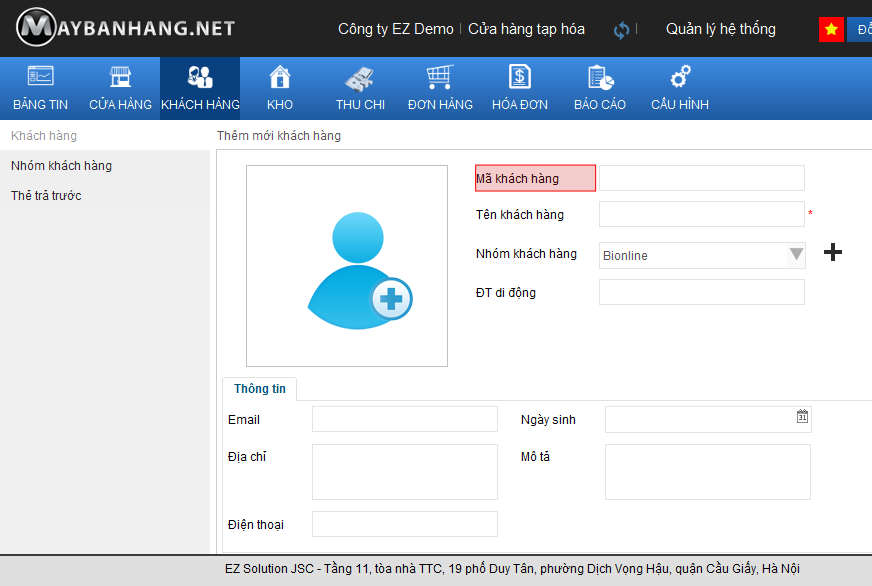 MAYBANHANG.NET
Công ty EZ Demo | Cửa hàng tạp hóa | Quản lý hệ thống
BẢNG TIN CỬA HÀNG KHÁCH HÀNG KHO THU CHI ĐƠN HÀNG HÓA ĐƠN BÁO CÁO CẤU HÌNH
Khách hàng
Nhóm khách hàng
Thẻ trả trước
Thêm mới khách hàng
Mã khách hàng
Tên khách hàng *
Nhóm khách hàng Bionline
ĐT di động
Thông tin
Email Ngày sinh 31
Địa chỉ Mô tả
Điện thoại
EZ Solution JSC - Tầng 11, tòa nhà TTC, 19 phố Duy Tân, phường Dịch Vọng Hậu, quận Cầu Giấy, Hà Nội